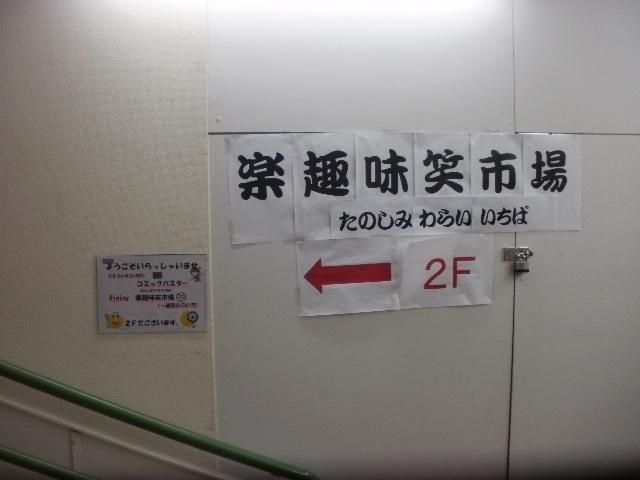 楽趣味笑市場
たのしみ わらい いちば
2F
ようこそいらっしゃいませ
コミックバスター
楽趣味笑市場
2Fでございます。